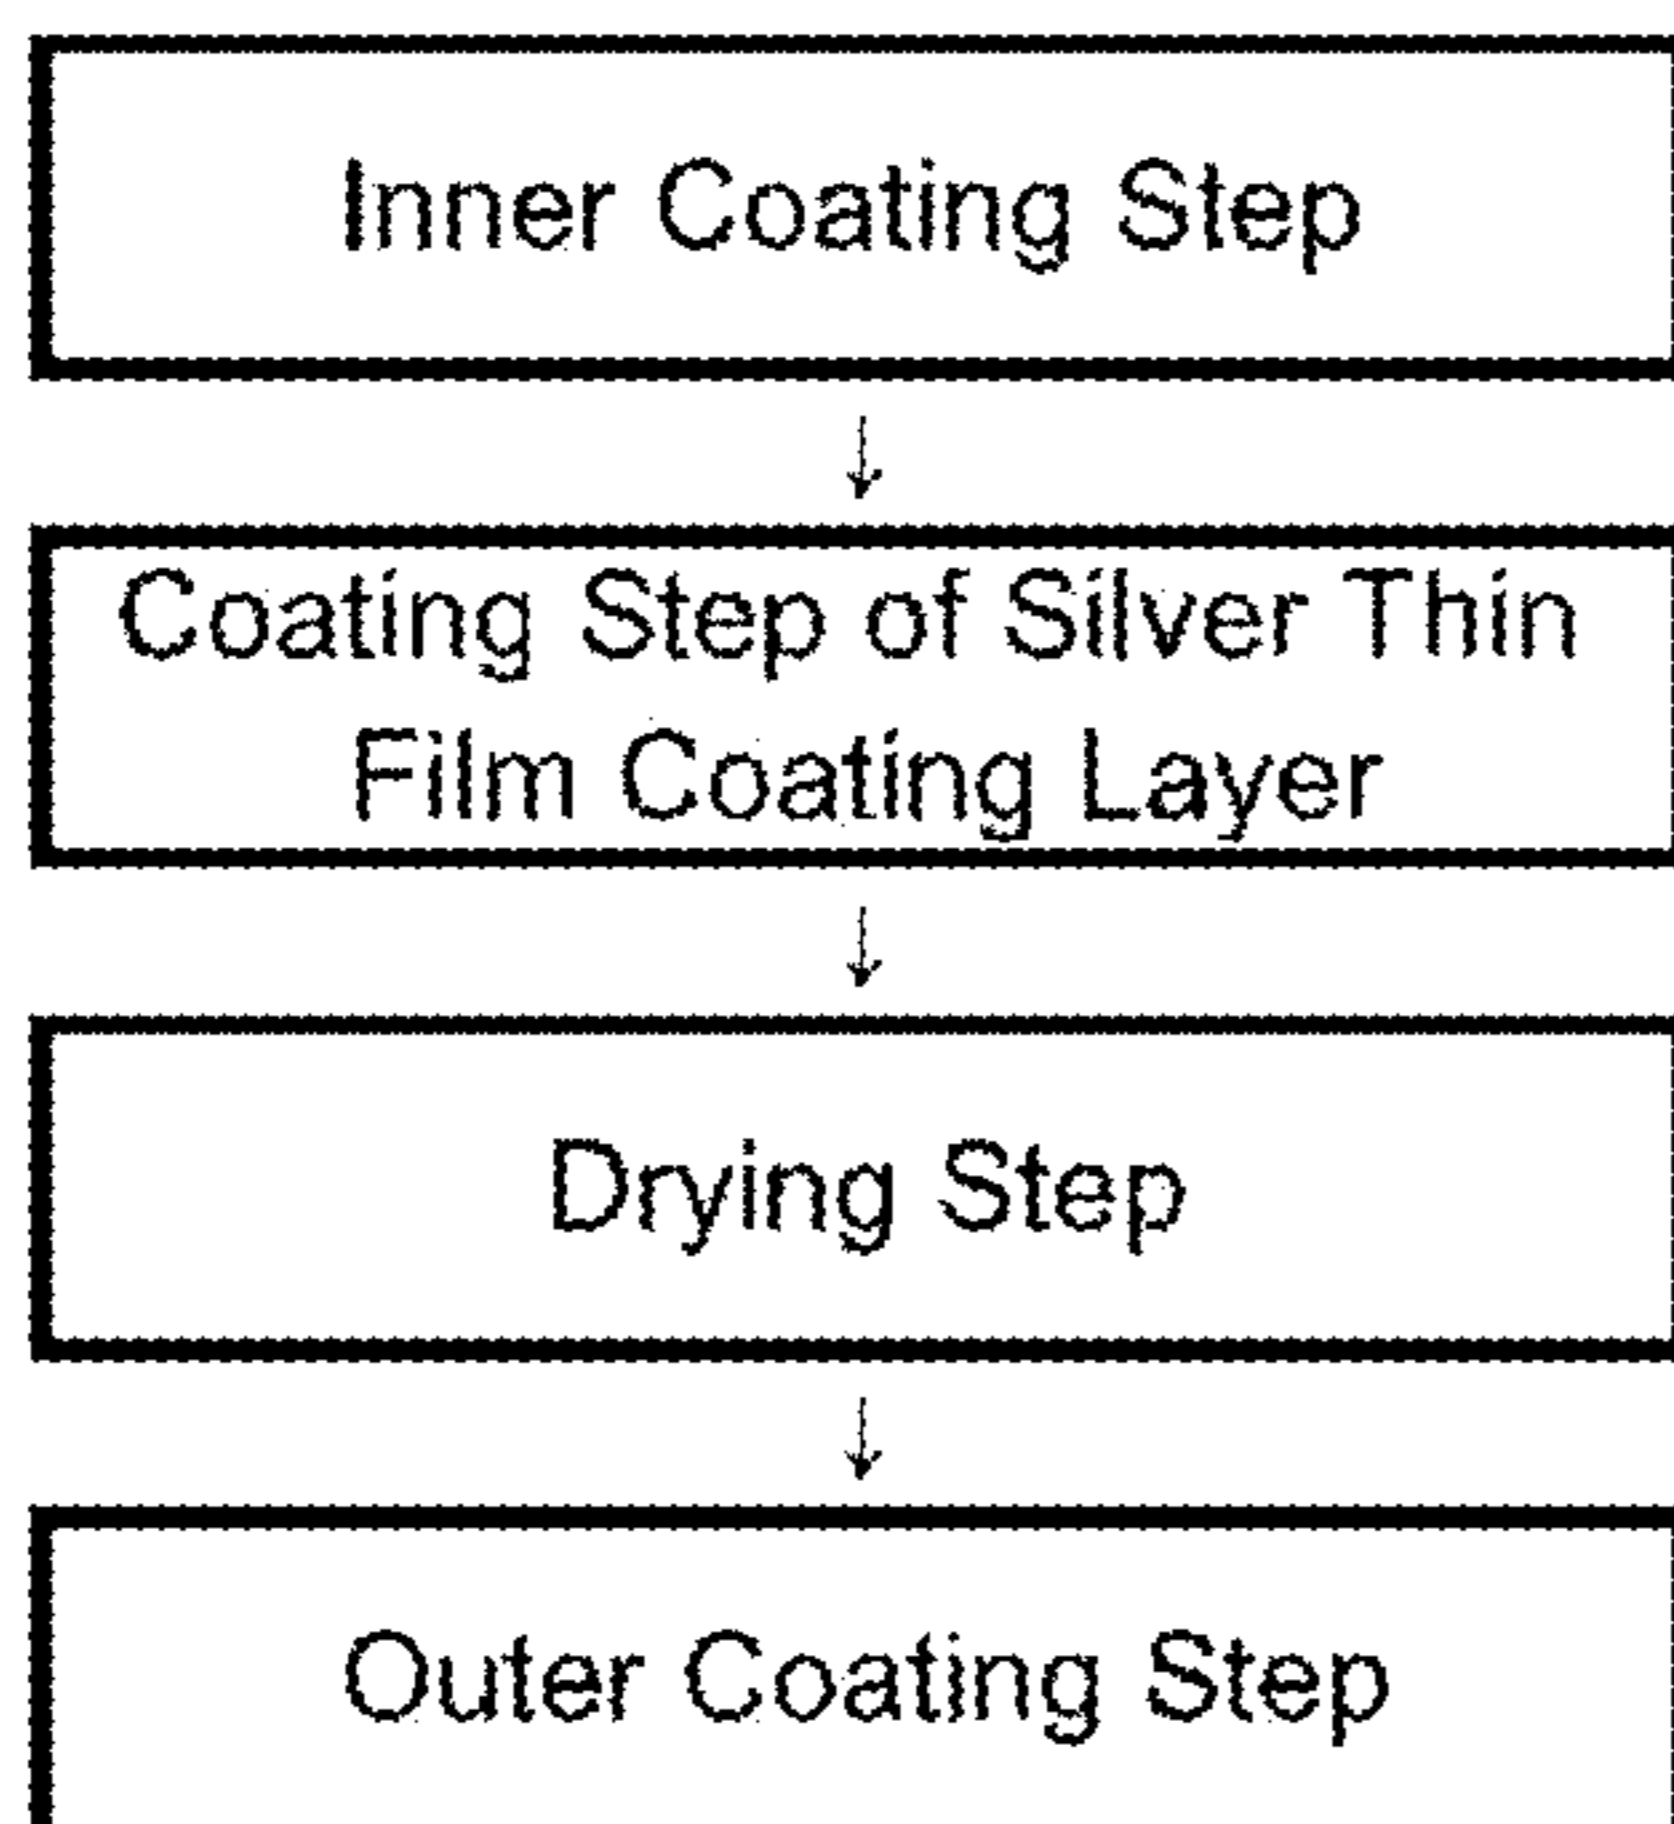 Inner Coating Step
↓
Coating Step of Silver Thin
Film Coating Layer
↓
Drying Step
↓
Outer Coating Step